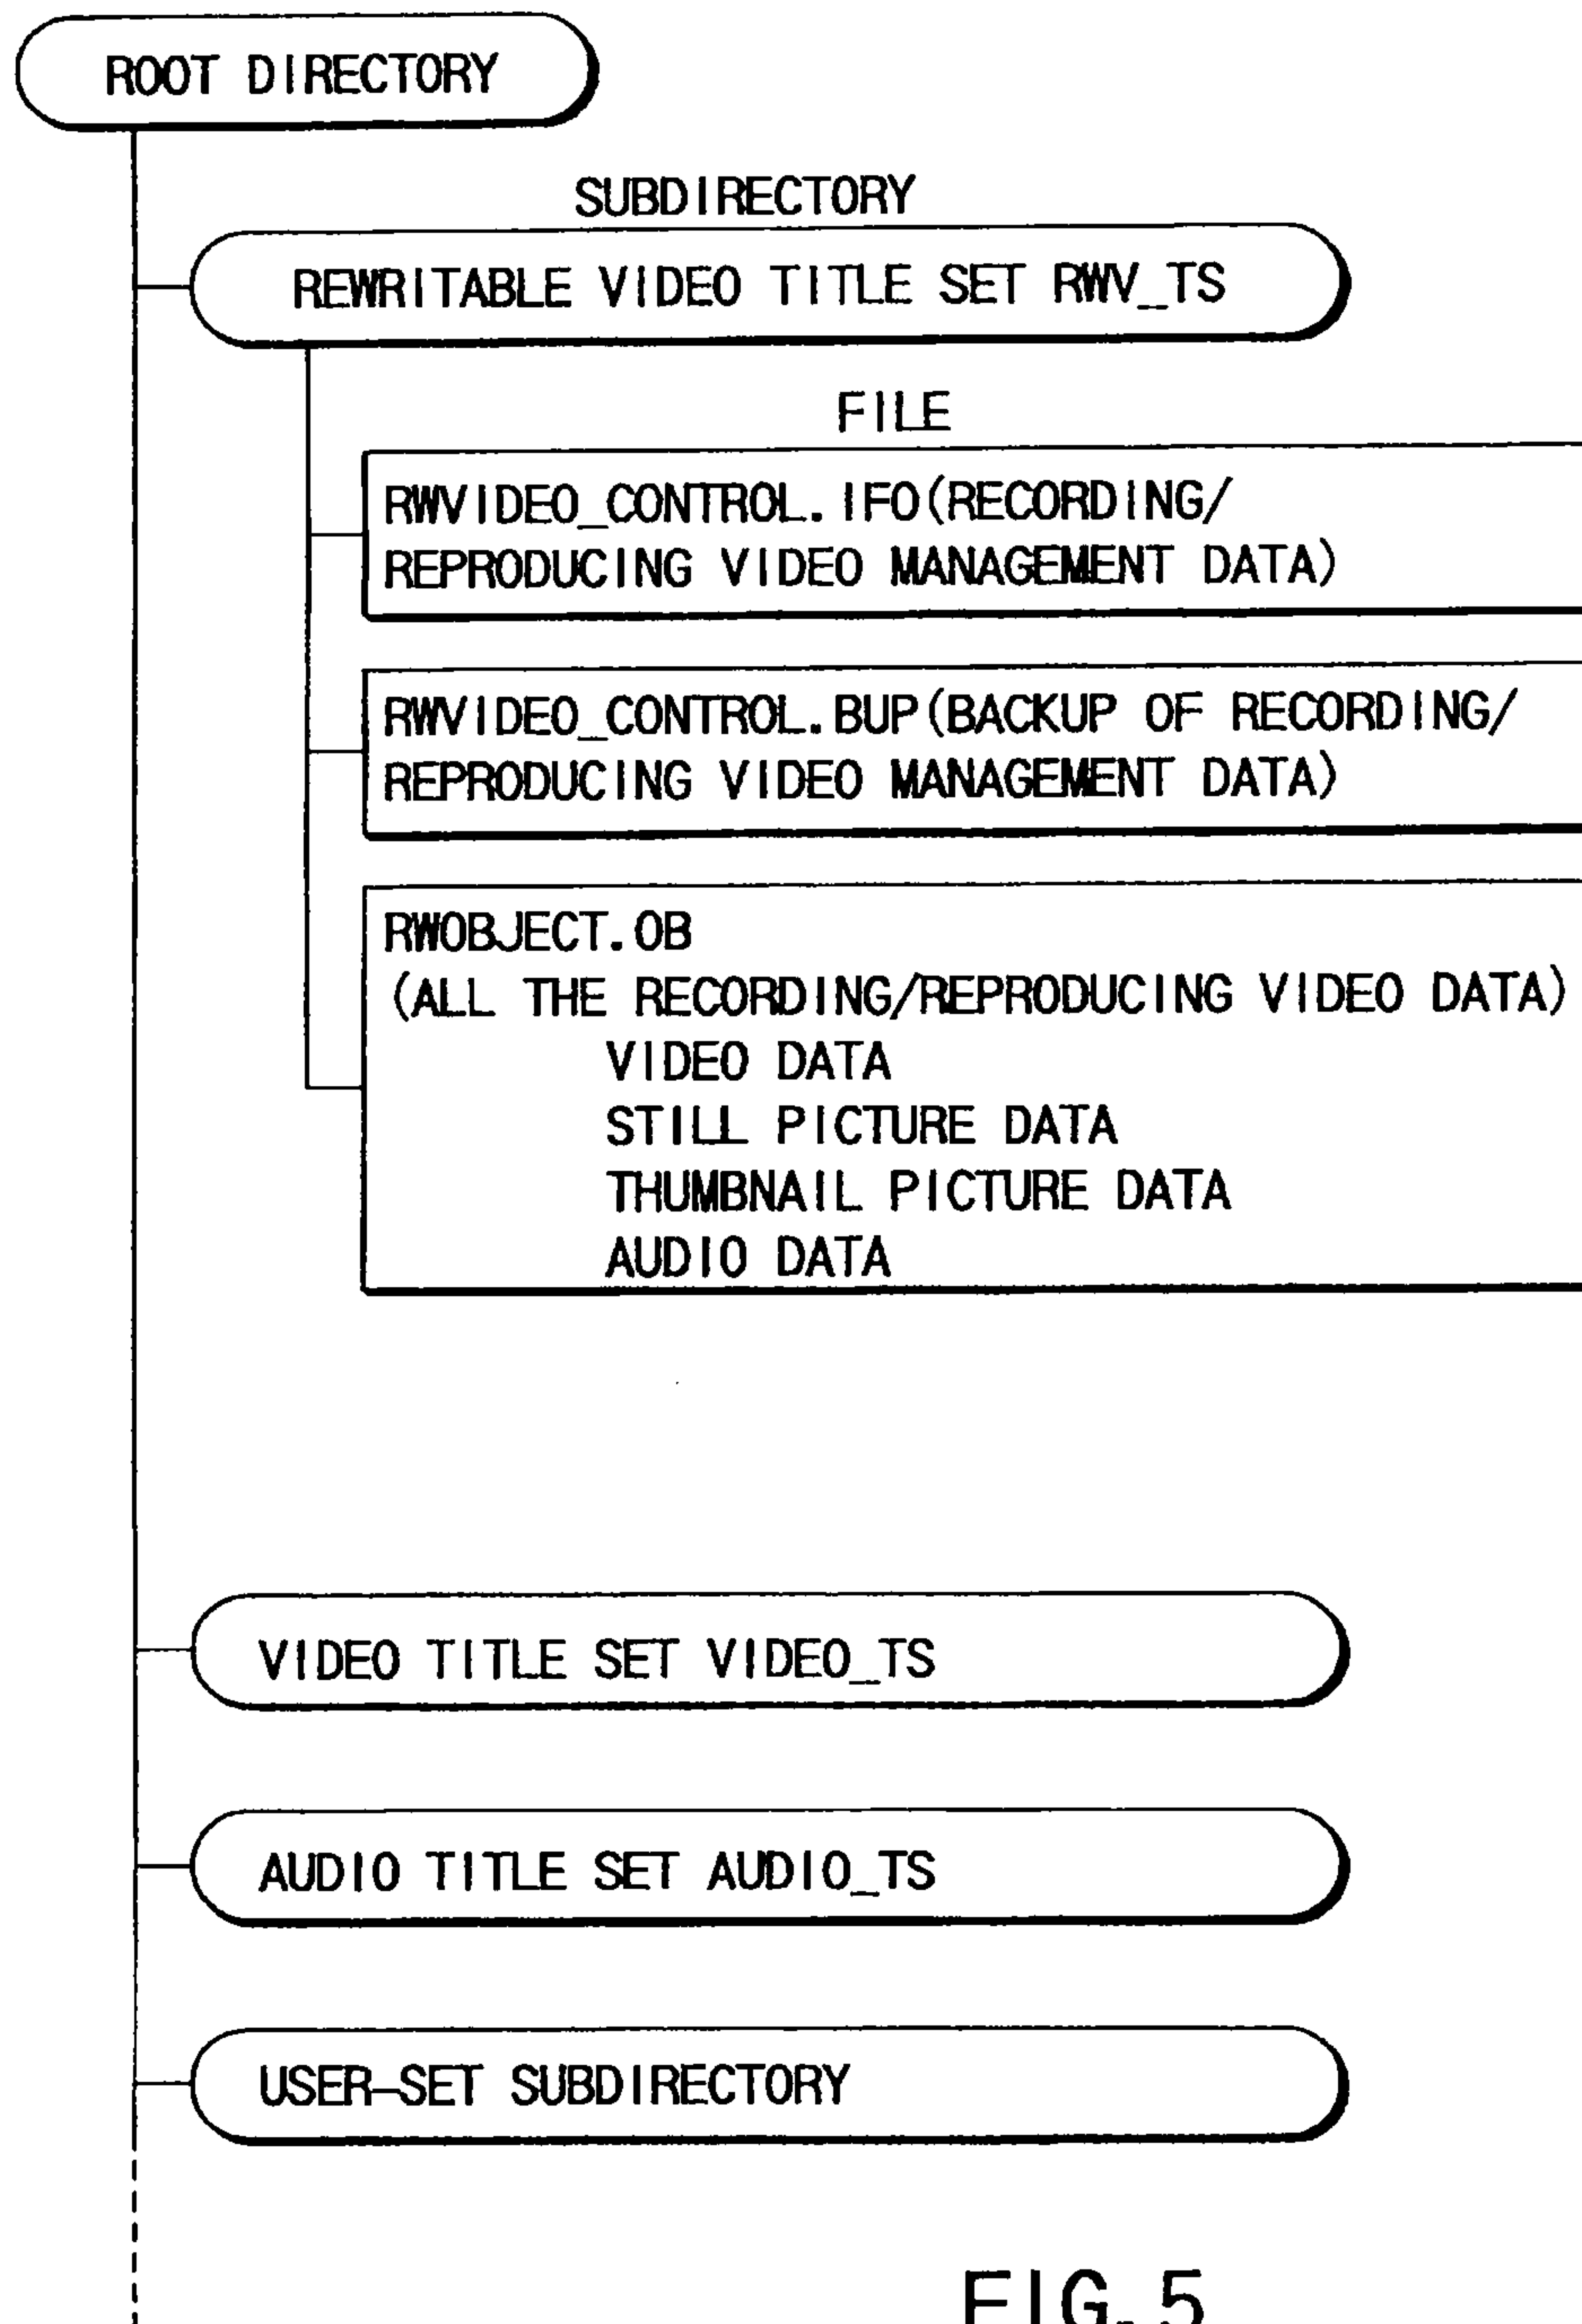 ROOT DIRECTORY
SUBDIRECTORY
REWRITABLE VIDEO TITLE SET RWV_TS
FILE
RWVIDEO_CONTROL.IFO(RECORDING/
REPRODUCING VIDEO MANAGEMENT DATA)
RWVIDEO_CONTROL.BUP(BACKUP OF RECORDING/
REPRODUCING VIDEO MANAGEMENT DATA)
RWOBJECT.OB
(ALL THE RECORDING/REPRODUCING VIDEO DATA)
VIDEO DATA
STILL PICTURE DATA
THUMBNAIL PICTURE DATA
AUDIO DATA
VIDEO TITLE SET VIDEO_TS
AUDIO TITLE SET AUDIO_TS
USER-SET SUBDIRECTORY
FIG.5